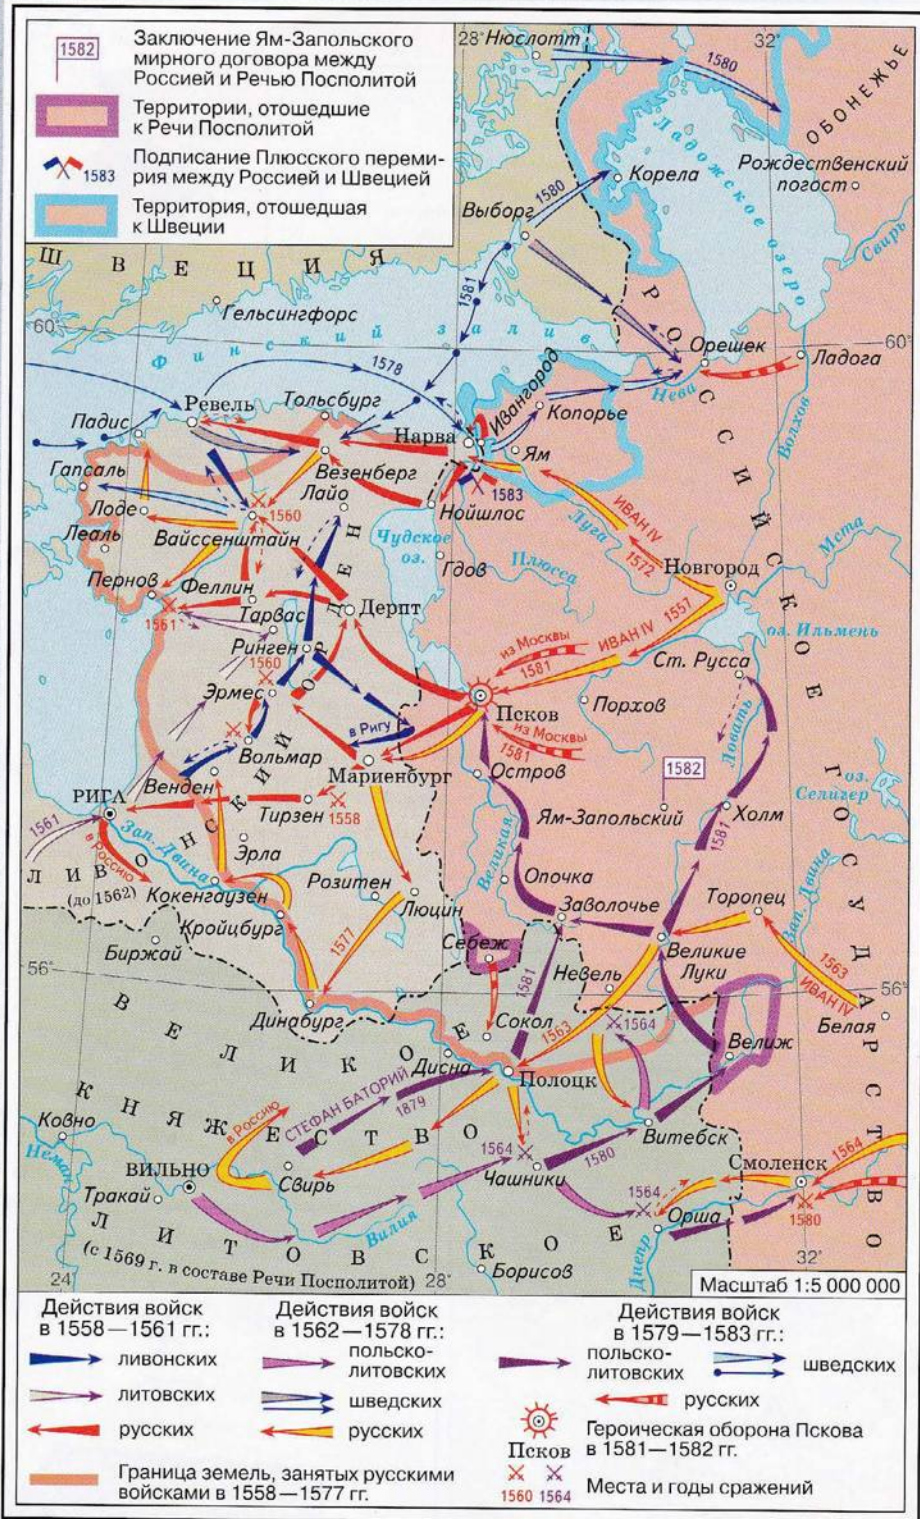 1582
Заключение Ям-Запольского
мирного договора между
Россией и Речью Посполитой
Территории, отошедшие
к Речи Посполитой
1583
Подписание Плюсского переми-
рия между Россией и Швецией
Территория, отошедшая
к Швеции
28°
32°
Нюслотт
1580
ОБОНЕЖЬЕ
Ладожское озеро
Рождественский
погост
Корела
1580
Выборг
Свирь
ШВЕЦИЯ
1581
Гельсингфорс
60°
60°
Финский залив
1578
Орешек
Ладога
Нева
Ивангород
Копорье
Волхов
РОССИЙСКОЕ ГОСУДАРСТВО
Падис
Ревель
Тольсбург
Нарва
Ям
Гапсаль
Везенберг
1583
Лайо
Нойшлос
ИВАН IV
1572
Лоде
1560
Вайссенштайн
Леаль
Чудское
оз.
Луга
Мста
Гдов
Плюсса
Новгород
Пернов
Феллин
1561
Тарвас
Дерпт
1557
ИВАН IV
оз. Ильмень
из Москвы
1581
Ринген
1560
Ст. Русса
Эрмес
Псков
Порхов
в Ригу
из Москвы
1581
Ловать
Вольмар
Мариенбург
1582
Остров
Венден
оз.
Селигер
РИГА
Тирзен
1558
Ям-Запольский
Холм
1581
1561
Зап. Двина
в Россию
Эрла
Великая
ЛИВОНСКИЙ ОРДЕН
(до 1562)
Кокенгаузен
Розитен
Опочка
Зап. Двина
Люцин
Заволочье
Торопец
Кройцбург
1577
Биржай
Себеж
Великие
Луки
1563
ИВАН IV
56°
56°
Невель
1581
Динабург
Сокол
1563
1564
Белая
Велиж
Дисна
Полоцк
СТЕФАН БАТОРИЙ
1879
ВЕЛИКОЕ
КНЯЖЕСТВО
в Россию
Ковно
Витебск
Неман
1564
1580
1564
ВИЛЬНО
Чашники
Смоленск
Тракай
Свирь
1564
1580
Вилия
Орша
ЛИТОВСКОЕ
Днепр
(с 1569 г. в составе Речи Посполитой)
Борисов
24°
28°
32°
Масштаб 1:5 000 000
Действия войск
в 1558—1561 гг.:
ливонских
литовских
русских
Действия войск
в 1562—1578 гг.:
польско-
литовских
шведских
русских
Действия войск
в 1579—1583 гг.:
польско-
литовских
шведских
русских
Псков
Героическая оборона Пскова
в 1581—1582 гг.
1560 1564
Места и годы сражений
Граница земель, занятых русскими
войсками в 1558—1577 гг.